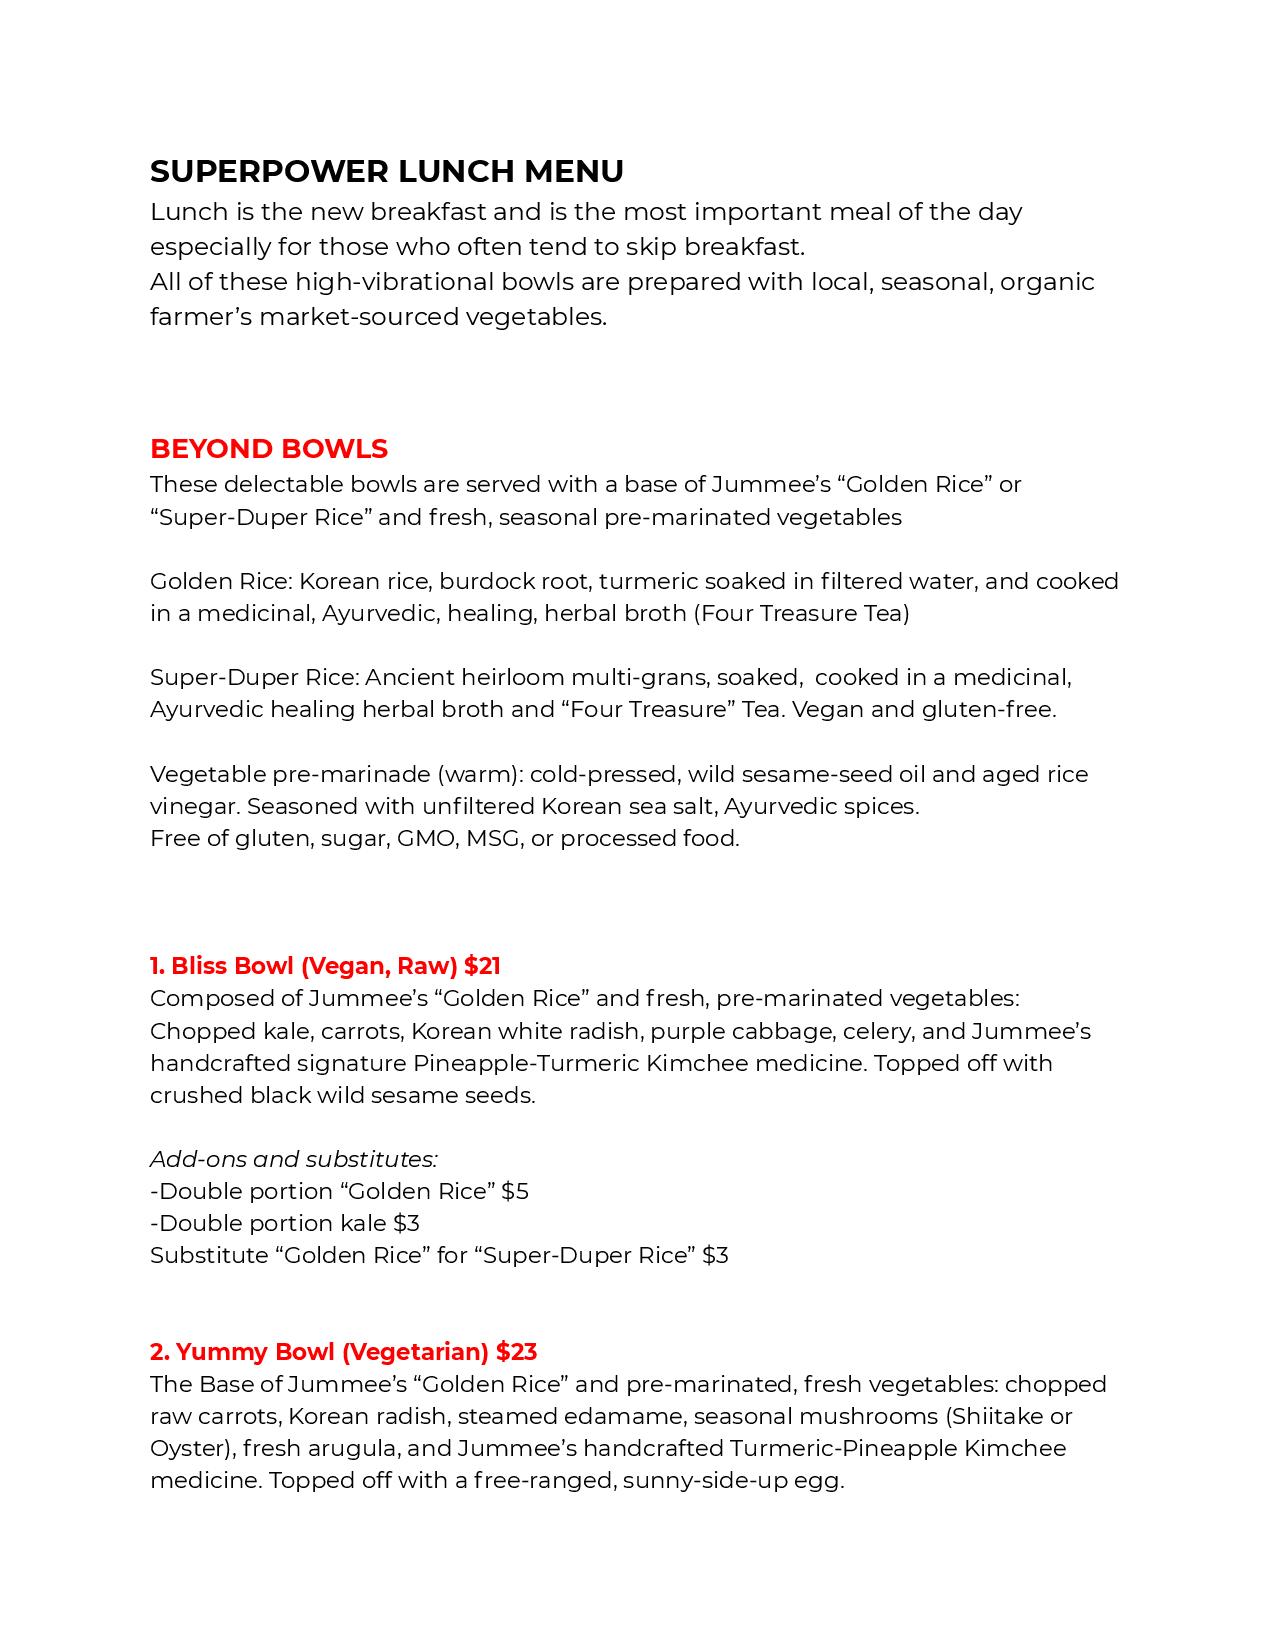 SUPERPOWER LUNCH MENU
Lunch is the new breakfast and is the most important meal of the day
especially for those who often tend to skip breakfast.
All of these high-vibrational bowls are prepared with local, seasonal, organic
farmer’s market-sourced vegetables.
BEYOND BOWLS
These delectable bowls are served with a base of Jummee’s “Golden Rice” or
“Super-Duper Rice” and fresh, seasonal pre-marinated vegetables
Golden Rice: Korean rice, burdock root, turmeric soaked in filtered water, and cooked
in a medicinal, Ayurvedic, healing, herbal broth (Four Treasure Tea)
Super-Duper Rice: Ancient heirloom multi-grans, soaked,  cooked in a medicinal,
Ayurvedic healing herbal broth and “Four Treasure” Tea. Vegan and gluten-free.
Vegetable pre-marinade (warm): cold-pressed, wild sesame-seed oil and aged rice
vinegar. Seasoned with unfiltered Korean sea salt, Ayurvedic spices.
Free of gluten, sugar, GMO, MSG, or processed food.
1. Bliss Bowl (Vegan, Raw) $21
Composed of Jummee’s “Golden Rice” and fresh, pre-marinated vegetables:
Chopped kale, carrots, Korean white radish, purple cabbage, celery, and Jummee’s
handcrafted signature Pineapple-Turmeric Kimchee medicine. Topped off with
crushed black wild sesame seeds.
Add-ons and substitutes:
-Double portion “Golden Rice” $5
-Double portion kale $3
Substitute “Golden Rice” for “Super-Duper Rice” $3
2. Yummy Bowl (Vegetarian) $23
The Base of Jummee’s “Golden Rice” and pre-marinated, fresh vegetables: chopped
raw carrots, Korean radish, steamed edamame, seasonal mushrooms (Shiitake or
Oyster), fresh arugula, and Jummee’s handcrafted Turmeric-Pineapple Kimchee
medicine. Topped off with a free-ranged, sunny-side-up egg.